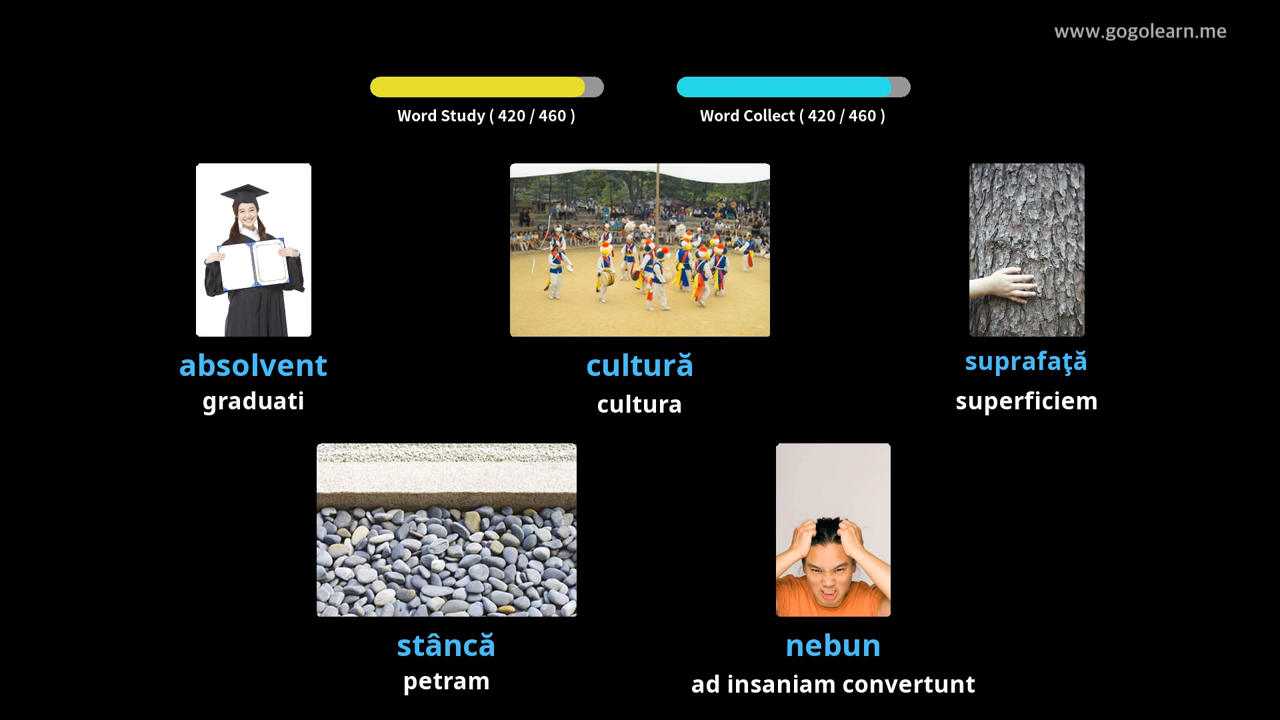 www.gogolearn.me
Word Study ( 420 / 460 )
Word Collect ( 420 / 460 )
absolvent
graduati
cultură
cultura
suprafaţă
superficiem
stâncă
petram
nebun
ad insaniam convertunt